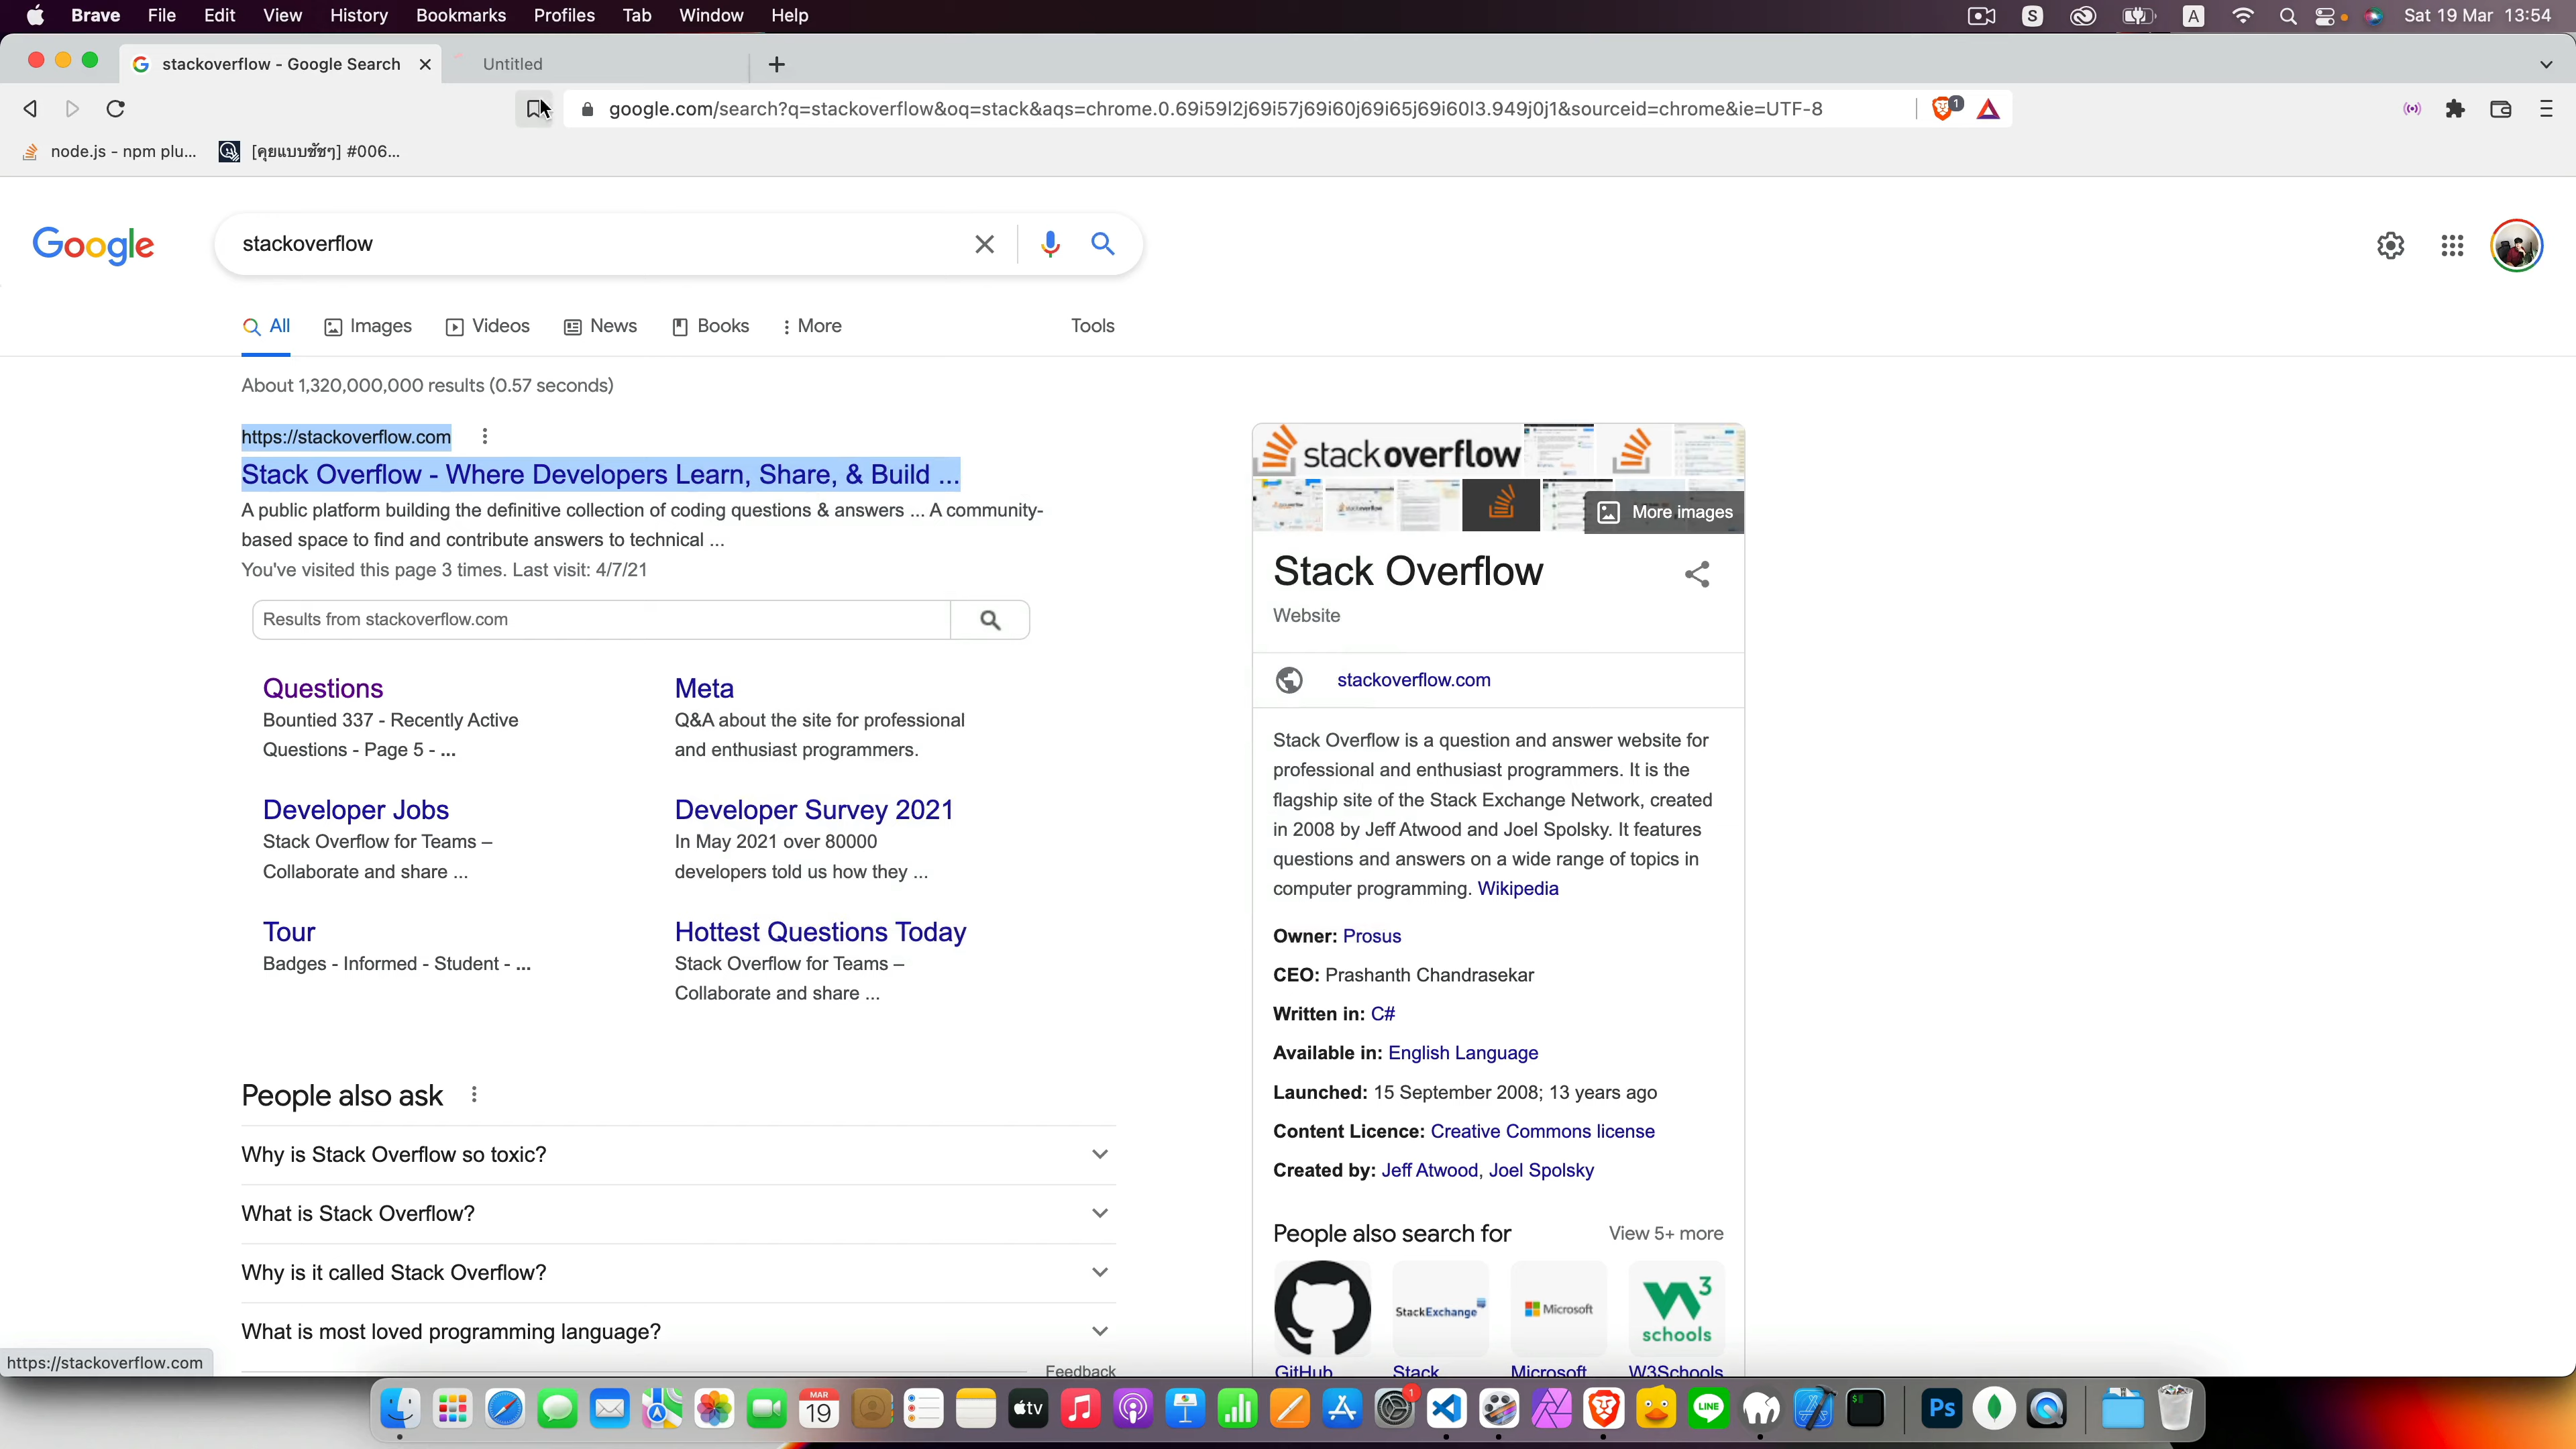 Brave File Edit View History Bookmarks Profiles Tab Window Help
S A Sat 19 Mar 13:54
stackoverflow - Google Search
Untitled
google.com/search?q=stackoverflow&oq=stack&aqs=chrome.0.69i59l2j69i57j69i60j69i65j69i60l3.949j0j1&sourceid=chrome&ie=UTF-8
1
node.js - npm plu...
[คุยแบบชัชๆ] #006...
Google
stackoverflow
All Images Videos News Books More Tools
About 1,320,000,000 results (0.57 seconds)
https://stackoverflow.com
Stack Overflow - Where Developers Learn, Share, & Build ...
A public platform building the definitive collection of coding questions & answers ... A community-
based space to find and contribute answers to technical ...
You've visited this page 3 times. Last visit: 4/7/21
Results from stackoverflow.com
Questions
Bountied 337 - Recently Active
Questions - Page 5 - ...
Meta
Q&A about the site for professional
and enthusiast programmers.
Developer Jobs
Stack Overflow for Teams –
Collaborate and share ...
Developer Survey 2021
In May 2021 over 80000
developers told us how they ...
Tour
Badges - Informed - Student - ...
Hottest Questions Today
Stack Overflow for Teams –
Collaborate and share ...
People also ask
Why is Stack Overflow so toxic?
What is Stack Overflow?
Why is it called Stack Overflow?
What is most loved programming language?
Feedback
stackoverflow
More images
Stack Overflow
Website
stackoverflow.com
Stack Overflow is a question and answer website for
professional and enthusiast programmers. It is the
flagship site of the Stack Exchange Network, created
in 2008 by Jeff Atwood and Joel Spolsky. It features
questions and answers on a wide range of topics in
computer programming. Wikipedia
Owner: Prosus
CEO: Prashanth Chandrasekar
Written in: C#
Available in: English Language
Launched: 15 September 2008; 13 years ago
Content Licence: Creative Commons license
Created by: Jeff Atwood, Joel Spolsky
People also search for
View 5+ more
StackExchange
Microsoft
W3
schools
GitHub
Stack
Microsoft
W3Schools
https://stackoverflow.com
MAR
19
tv
1
LINE
$
Ps